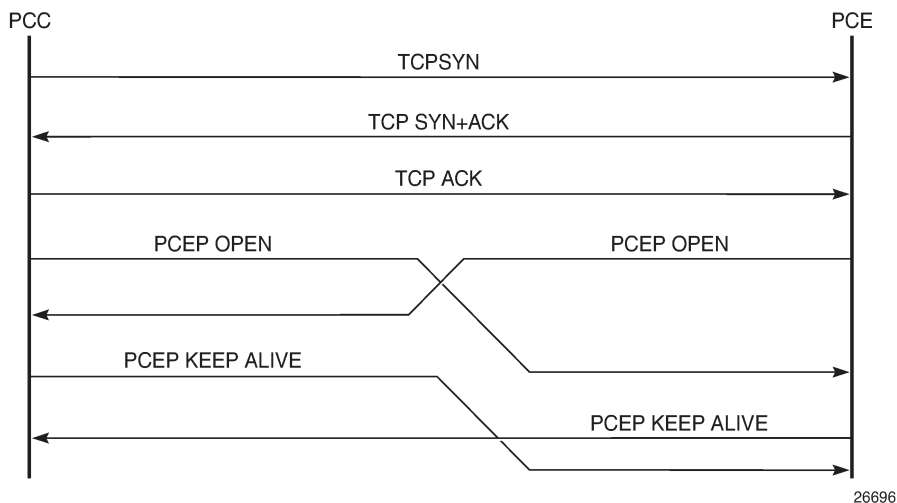 PCC
PCE
TCPSYN
TCP SYN+ACK
TCP ACK
PCEP OPEN
PCEP OPEN
PCEP KEEP ALIVE
PCEP KEEP ALIVE
26696